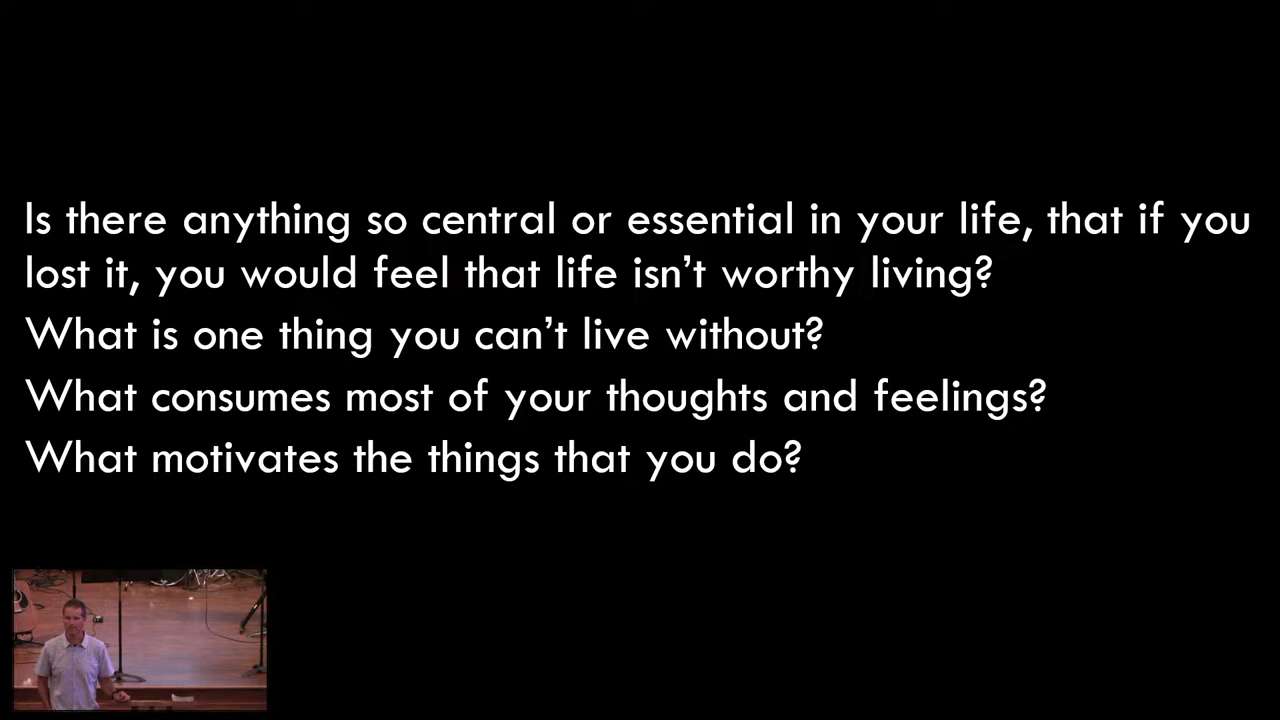 Is there anything so central or essential in your life, that if you
lost it, you would feel that life isn’t worthy living?
What is one thing you can’t live without?
What consumes most of your thoughts and feelings?
What motivates the things that you do?